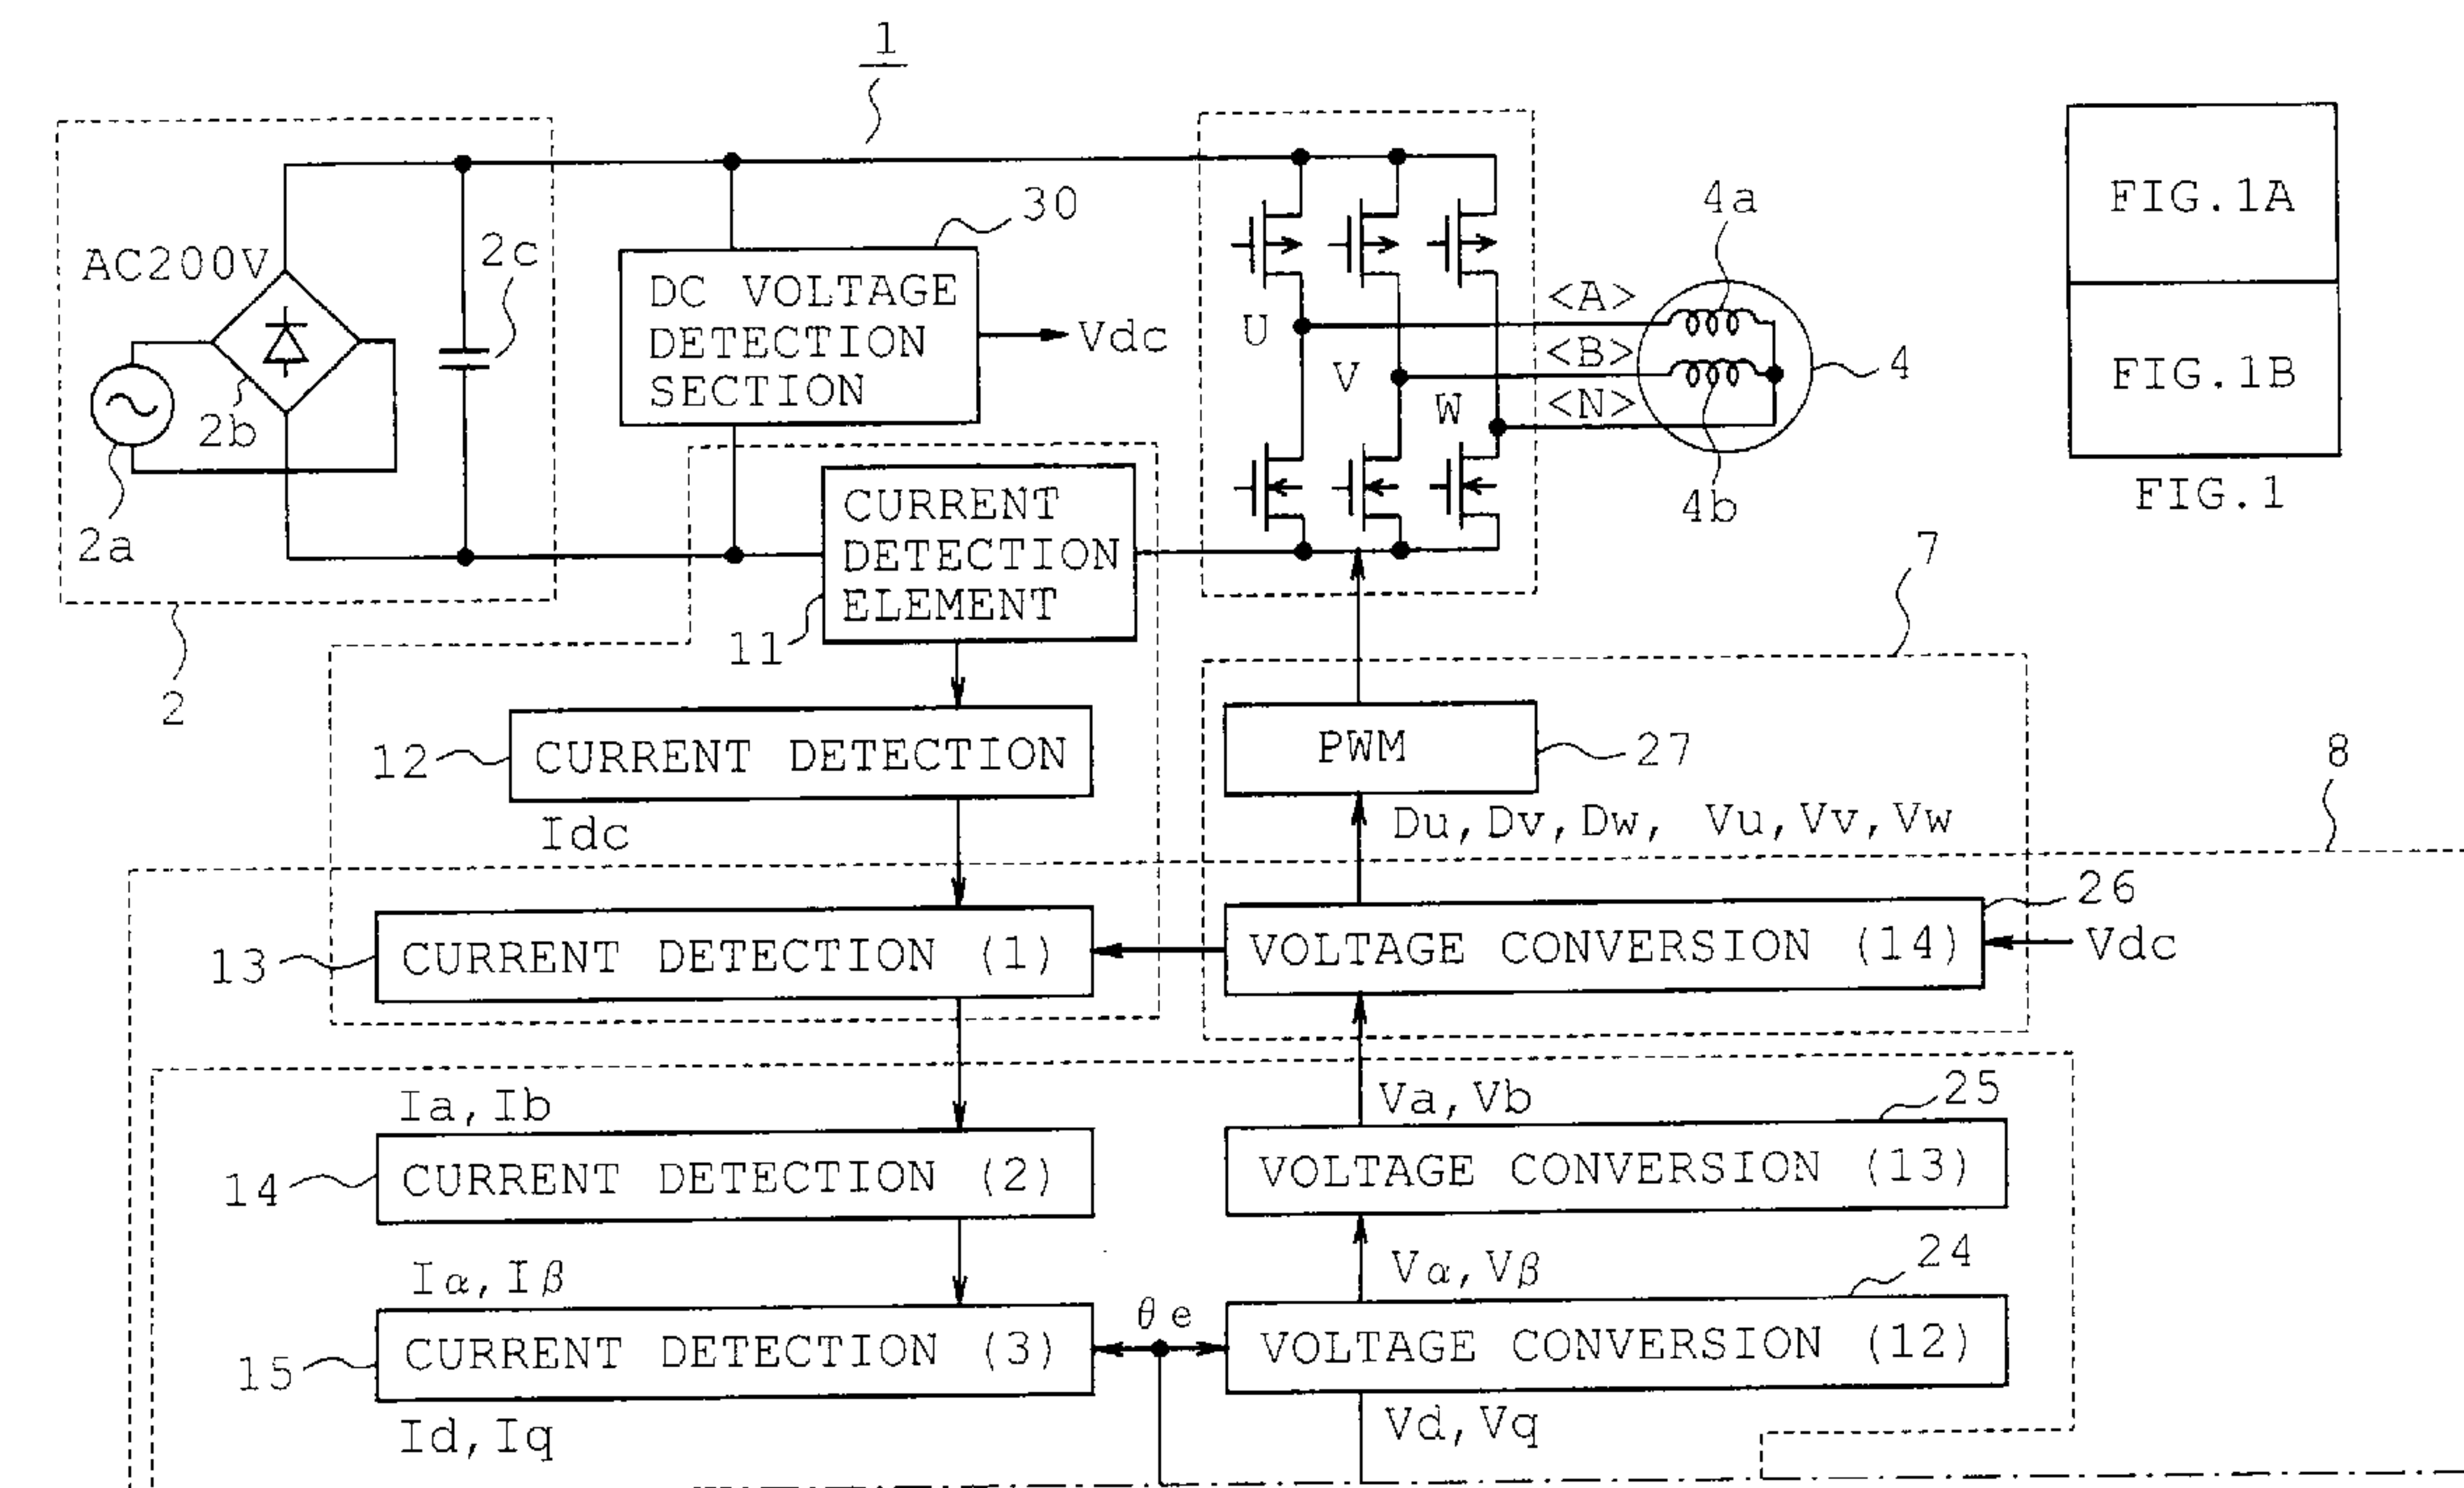 1
AC200V
2a
2b
2c
2
30
DC VOLTAGE
DETECTION
SECTION
Vdc
CURRENT
DETECTION
ELEMENT
11
U
V
W
<A>
<B>
<N>
4a
4b
4
FIG.1A
FIG.1B
FIG.1
7
12
CURRENT DETECTION
Idc
PWM
27
Du,Dv,Dw, Vu,Vv,Vw
8
13
CURRENT DETECTION (1)
VOLTAGE CONVERSION (14)
26
Vdc
Ia,Ib
14
CURRENT DETECTION (2)
Va,Vb
25
VOLTAGE CONVERSION (13)
Iα,Iβ
15
CURRENT DETECTION (3)
Id,Iq
θe
Vα,Vβ
24
VOLTAGE CONVERSION (12)
Vd,Vq